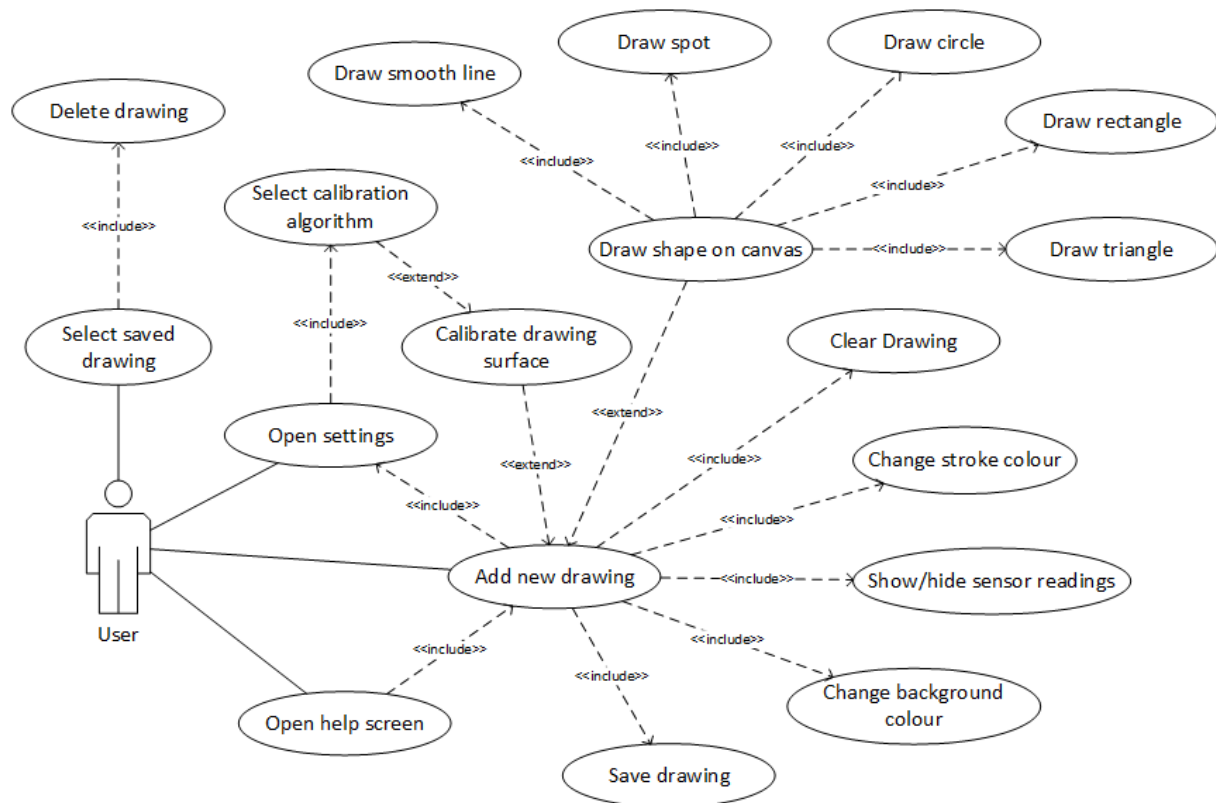 Draw spot
Draw circle
Draw smooth line
Delete drawing
Draw rectangle
<<include>>
<<include>>
<<include>>
<<include>>
Select calibration
algorithm
<<include>>
Draw shape on canvas
<<include>>
Draw triangle
<<extend>>
<<include>>
Select saved
drawing
Calibrate drawing
surface
Clear Drawing
<<extend>>
Open settings
<<include>>
Change stroke colour
<<extend>>
<<include>>
<<include>>
Add new drawing
<<include>>
Show/hide sensor readings
User
<<include>>
<<include>>
<<include>>
Change background
colour
Open help screen
Save drawing